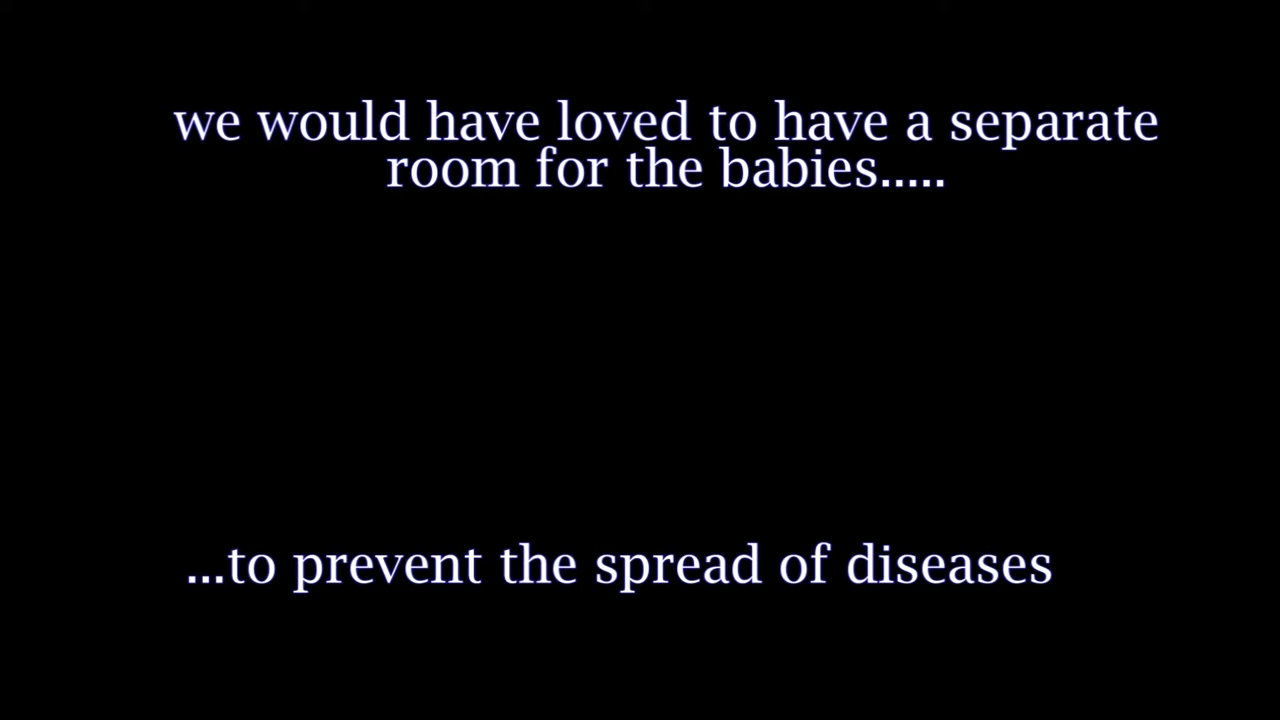 we would have loved to have a separate
room for the babies.....
...to prevent the spread of diseases